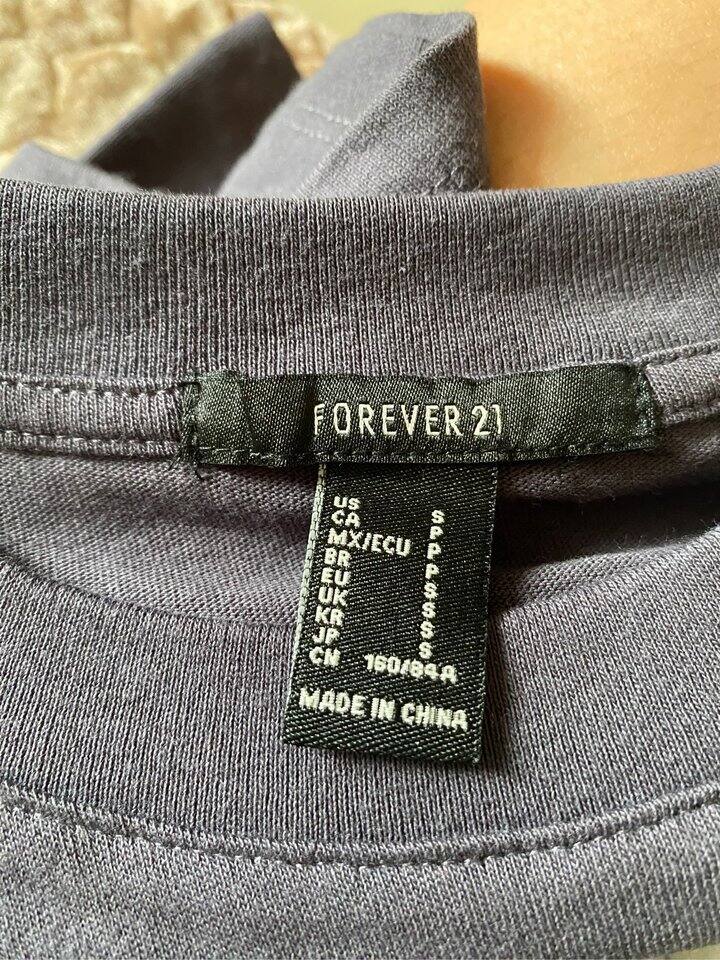 FOREVER 21
US S
CA P
MX/ECU P
BR P
EU S
UK S
KR S
JP S
CN 160/84A
MADE IN CHINA